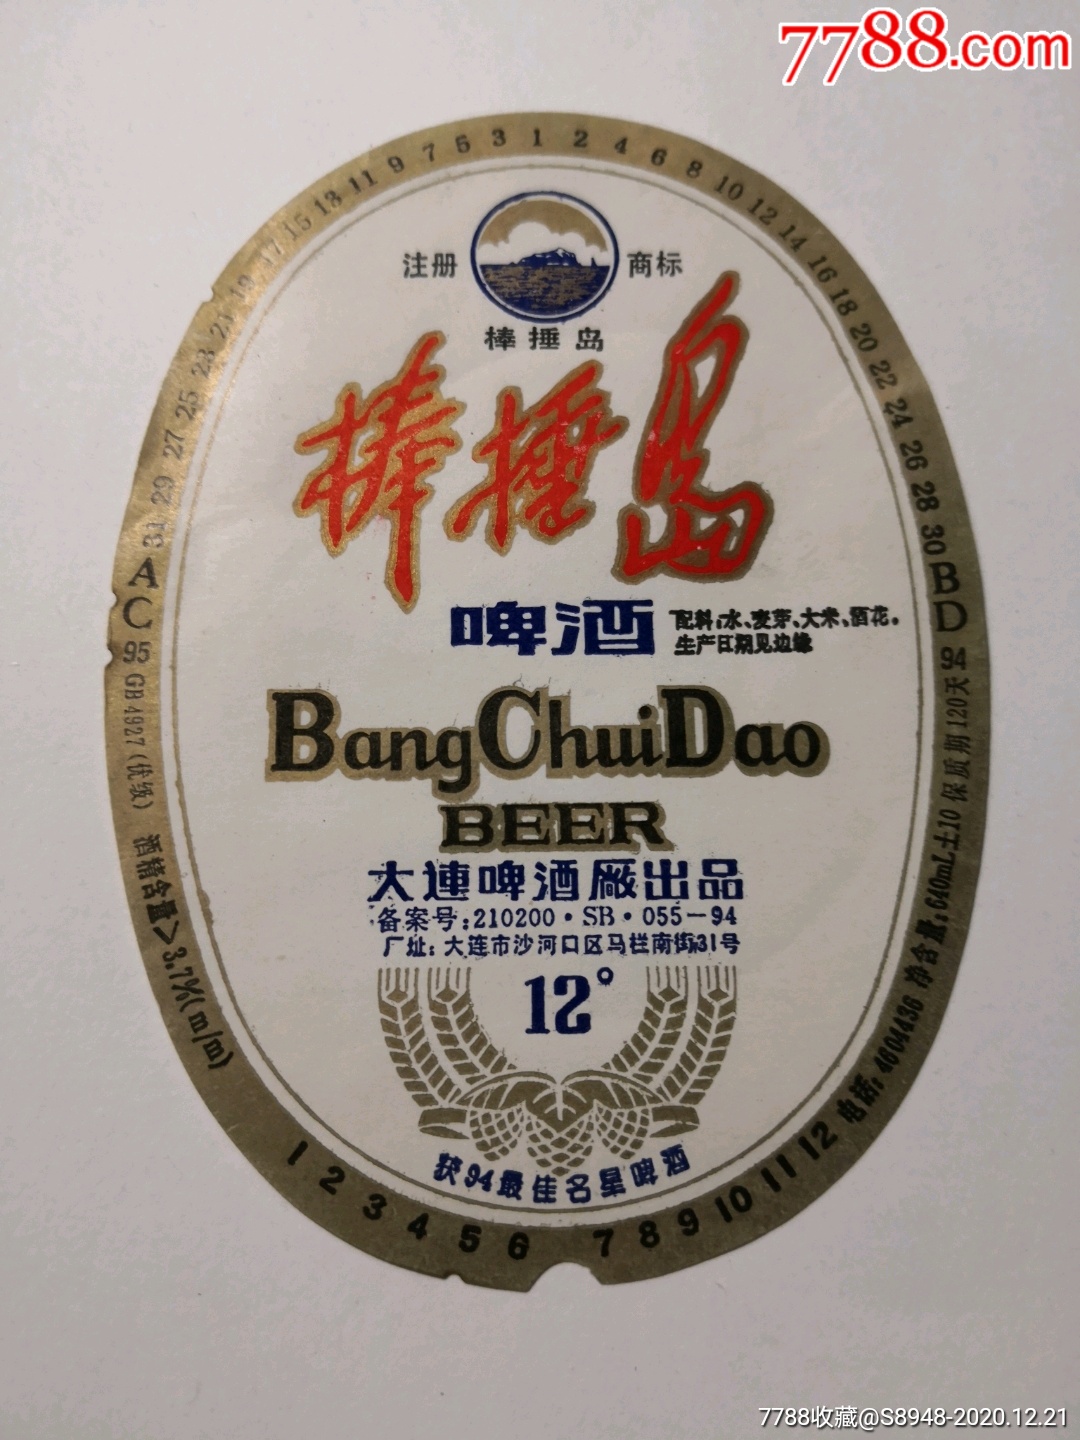 7788.com
31 29 27 25 23 21 19 17 15 13 11 9 7 5 3 1 2 4 6 8 10 12 14 16 18 20 22 24 26 28 30
注册 商标
棒捶岛
棒捶岛
啤酒
配料:水、麦芽、大米、酒花。
生产日期见边缘
BangChuiDao
BEER
大連啤酒廠出品
备案号:210200·SB·055-94
厂址:大连市沙河口区马栏南街31号
12°
获94最佳名星啤酒
A B
C D
95 GB 4927(优级) 酒精含量>3.7%(m/m)
94 保质期120天 净含量:640mL±10 电话:4604436
1 2 3 4 5 6 7 8 9 10 11 12
7788收藏@S8948-2020.12.21